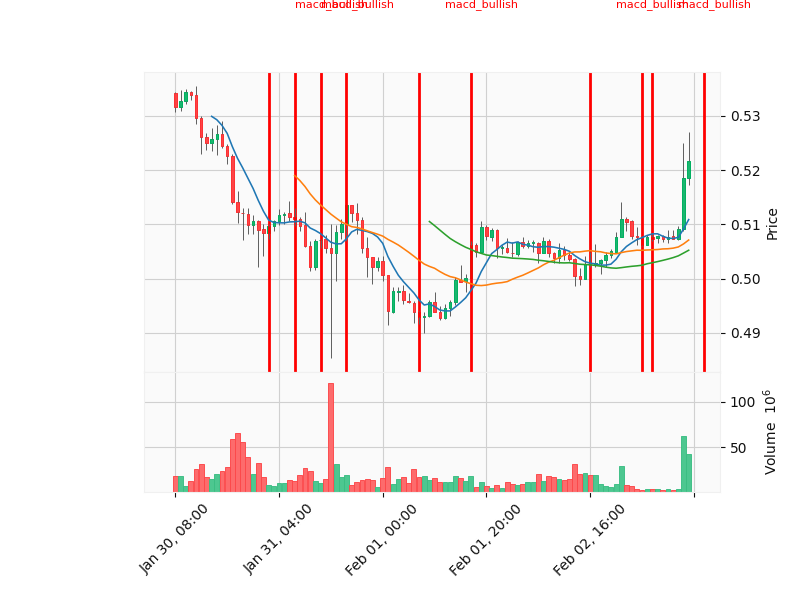 macd_bullish macd_bullish macd_bullish macd_bullish macd_bullish
0.53
0.52
0.51
0.50
0.49
Price
100
50
Volume 10^6
Jan 30, 08:00
Jan 31, 04:00
Feb 01, 00:00
Feb 01, 20:00
Feb 02, 16:00